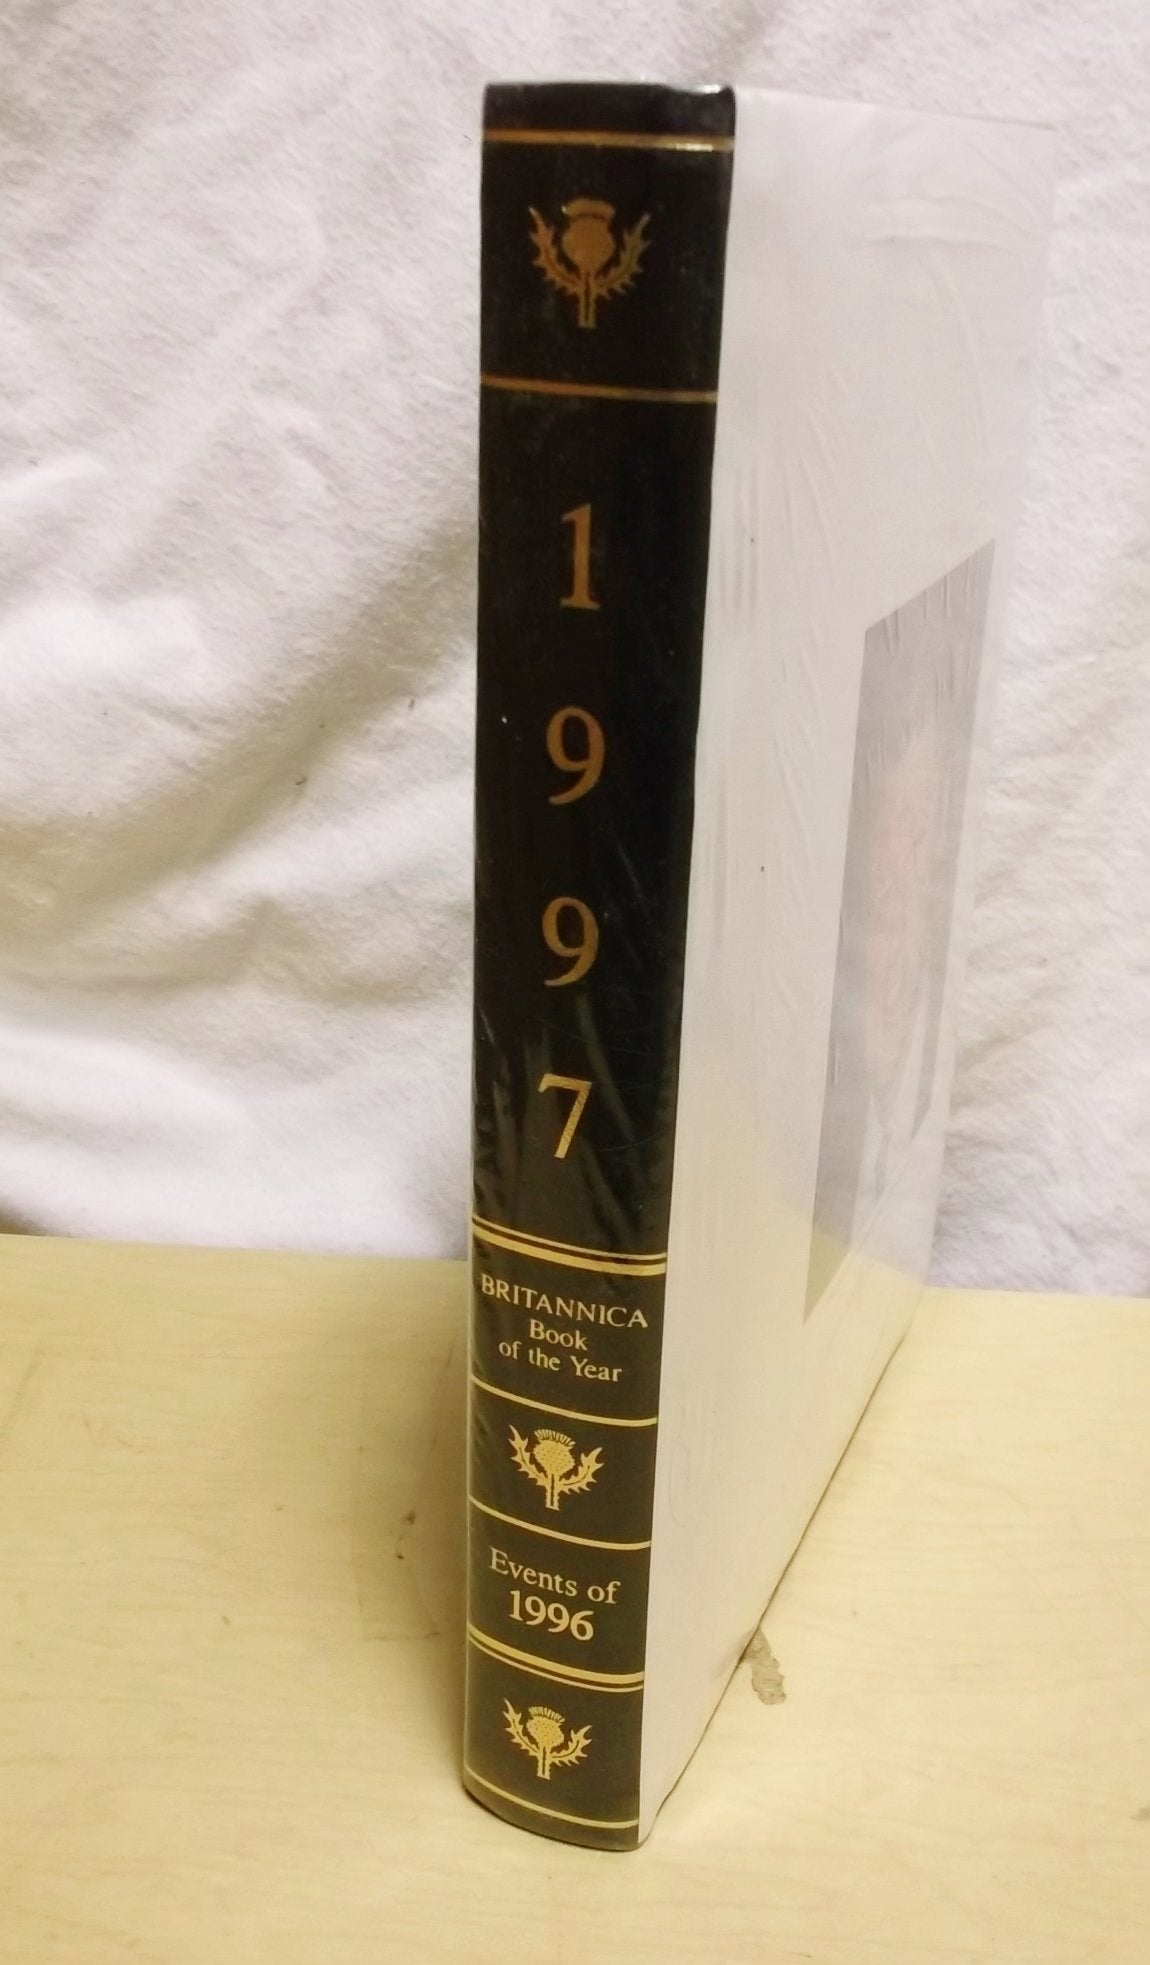 1
9
9
7
BRITANNICA
Book
of the Year
Events of
1996